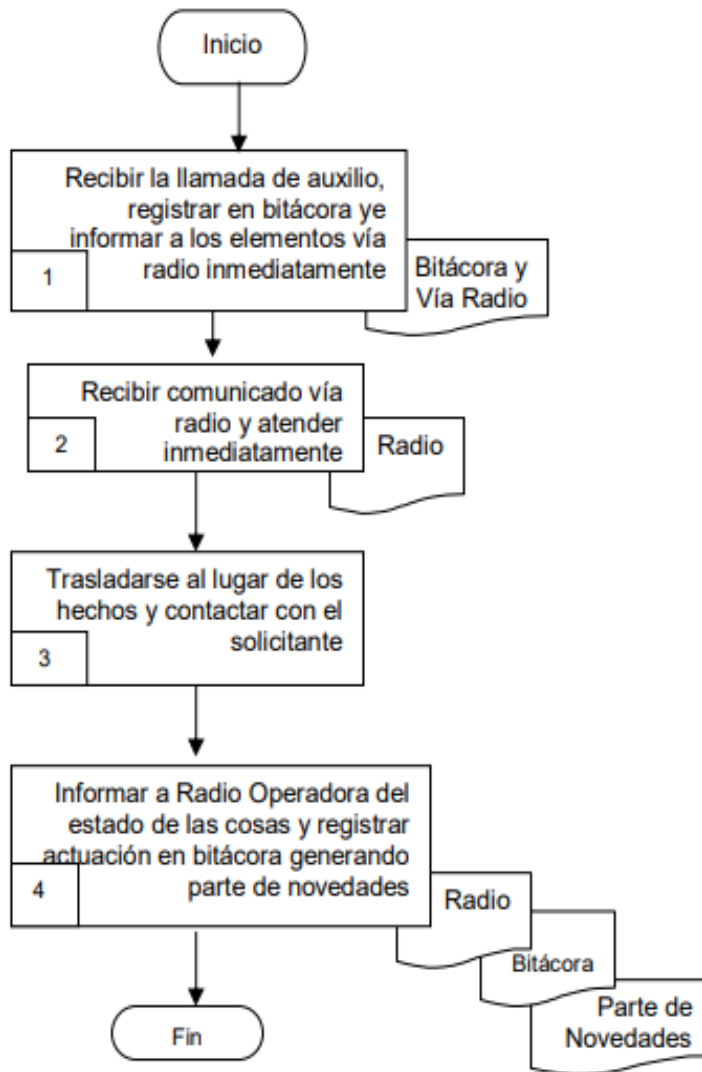 Inicio
Recibir la llamada de auxilio,
registrar en bitácora ye
informar a los elementos vía
radio inmediatamente
1
Bitácora y
Vía Radio
Recibir comunicado vía
radio y atender
inmediatamente
2
Radio
Trasladarse al lugar de los
hechos y contactar con el
solicitante
3
Informar a Radio Operadora del
estado de las cosas y registrar
actuación en bitácora generando
parte de novedades
4
Radio
Bitácora
Parte de
Novedades
Fin